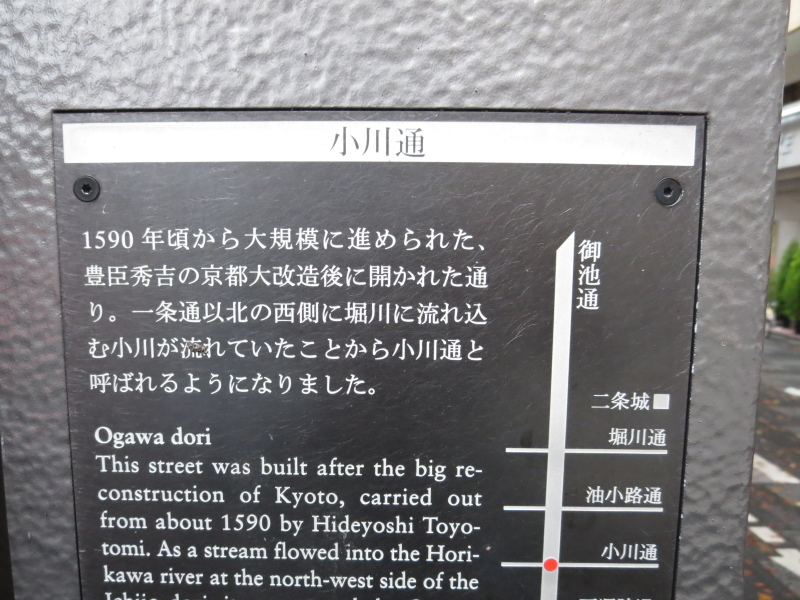 小川通
1590 年頃から大規模に進められた、
豊臣秀吉の京都大改造後に開かれた通
り。一条通以北の西側に堀川に流れ込
む小川が流れていたことから小川通と
呼ばれるようになりました。
Ogawa dori
This street was built after the big re-
construction of Kyoto, carried out
from about 1590 by Hideyoshi Toyo-
tomi. As a stream flowed into the Hori-
kawa river at the north-west side of the
御池通
二条城
堀川通
油小路通
小川通